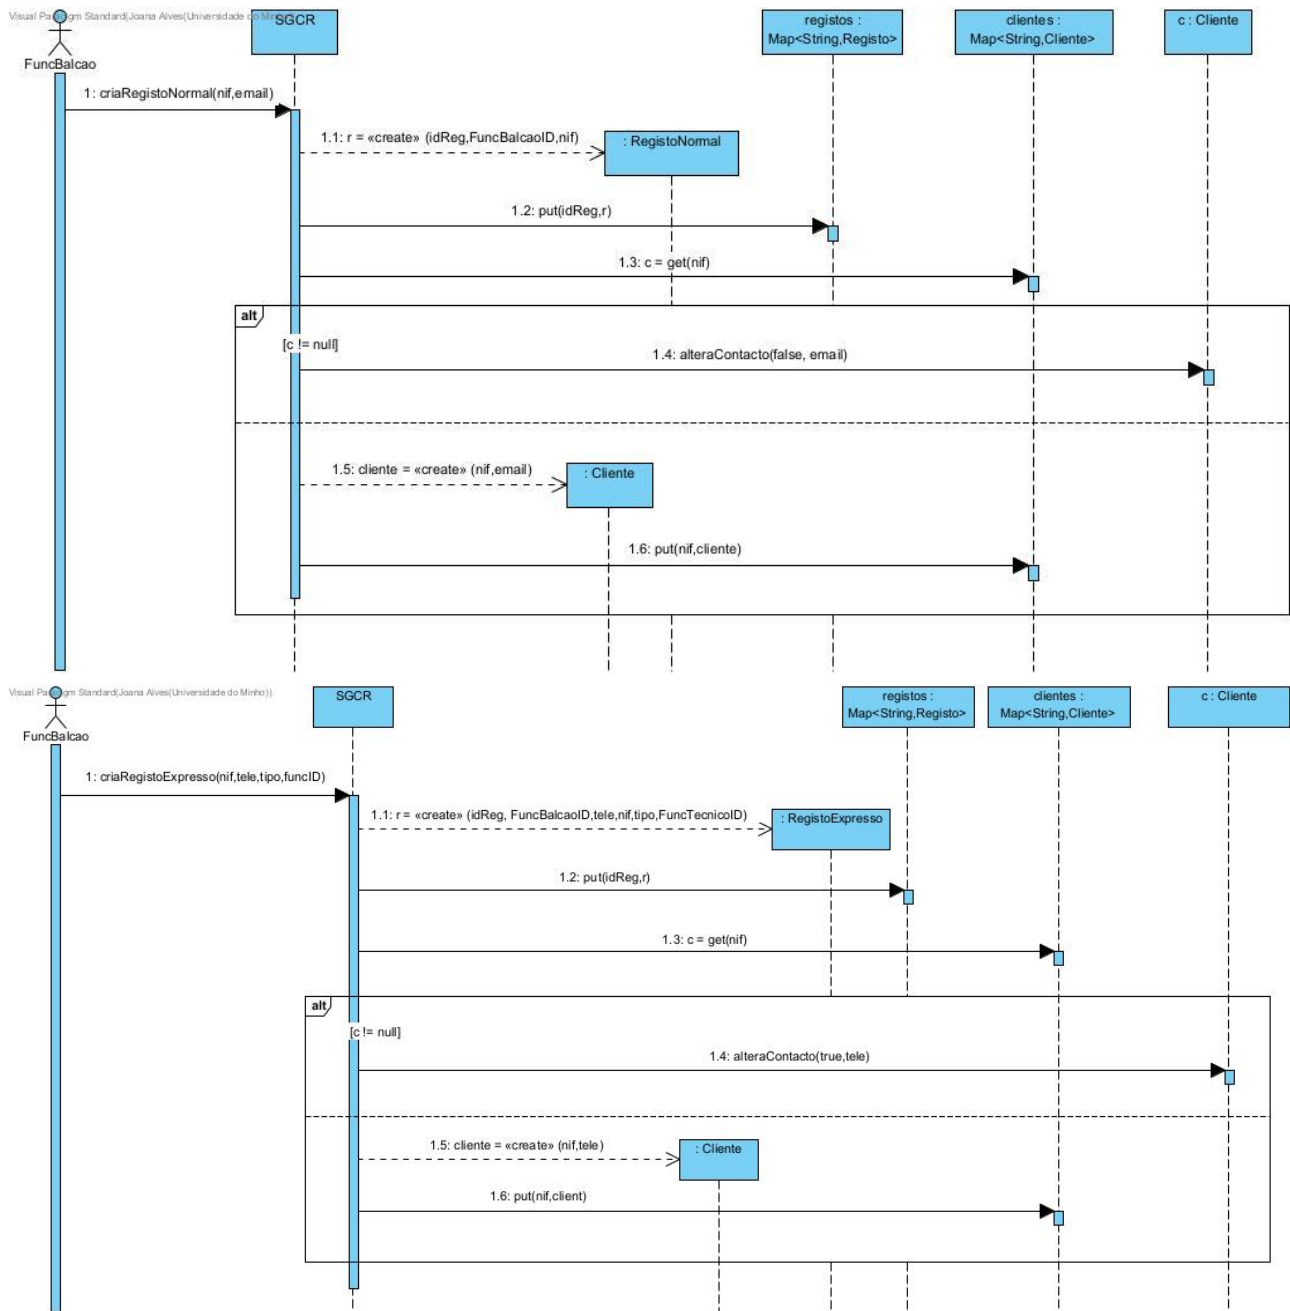 Visual Paradigm Standard(Joana Alves(Universidade do Minho))
SGCR
registos :
Map<String,Registo>
clientes :
Map<String,Cliente>
c : Cliente
FuncBalcao
1: criaRegistoNormal(nif,email)
1.1: r = «create» (idReg,FuncBalcaoID,nif)
: RegistoNormal
1.2: put(idReg,r)
1.3: c = get(nif)
alt
[c != null]
1.4: alteraContacto(false, email)
1.5: cliente = «create» (nif,email)
: Cliente
1.6: put(nif,cliente)
Visual Paradigm Standard(Joana Alves(Universidade do Minho))
SGCR
registos :
Map<String,Registo>
clientes :
Map<String,Cliente>
c : Cliente
FuncBalcao
1: criaRegistoExpresso(nif,tele,tipo,funcID)
1.1: r = «create» (idReg, FuncBalcaoID,tele,nif,tipo,FuncTecnicoID)
: RegistoExpresso
1.2: put(idReg,r)
1.3: c = get(nif)
alt
[c != null]
1.4: alteraContacto(true,tele)
1.5: cliente = «create» (nif,tele)
: Cliente
1.6: put(nif,client)